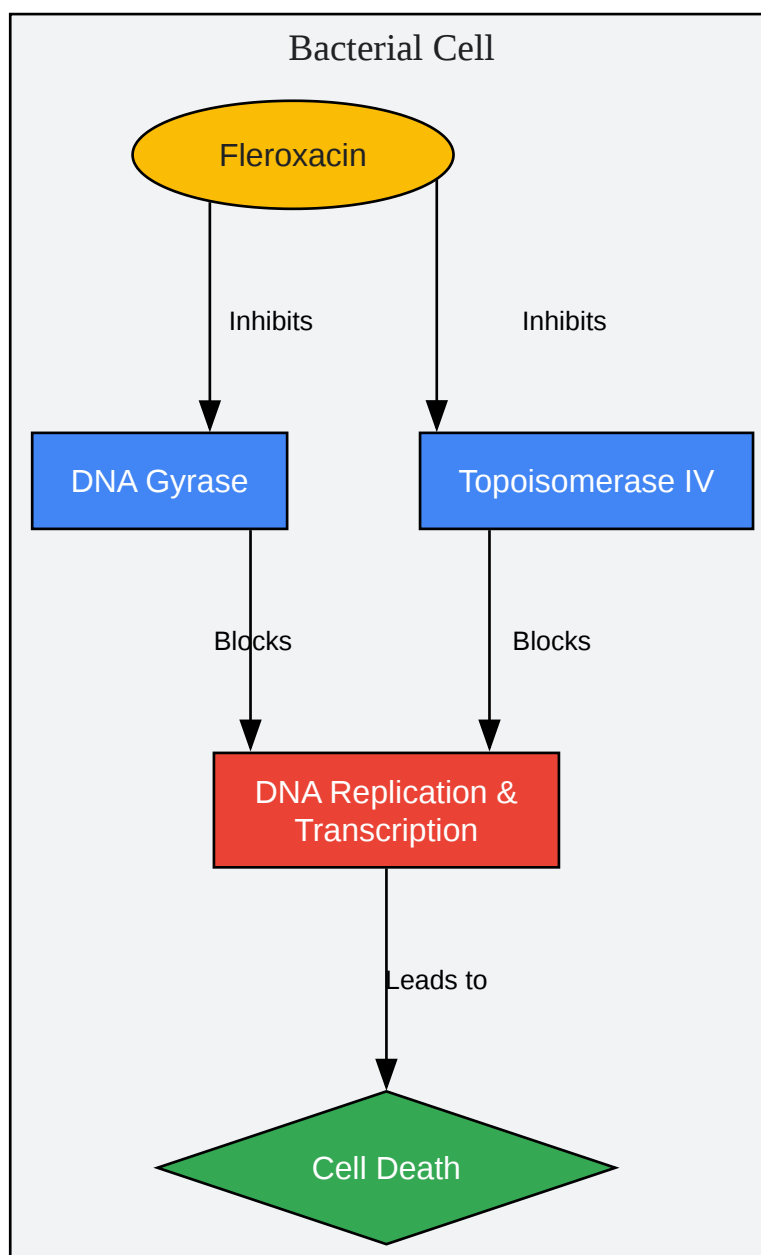 Bacterial Cell
Fleroxacin
Inhibits
Inhibits
DNA Gyrase
Topoisomerase IV
Blocks
Blocks
DNA Replication &
Transcription
Leads to
Cell Death